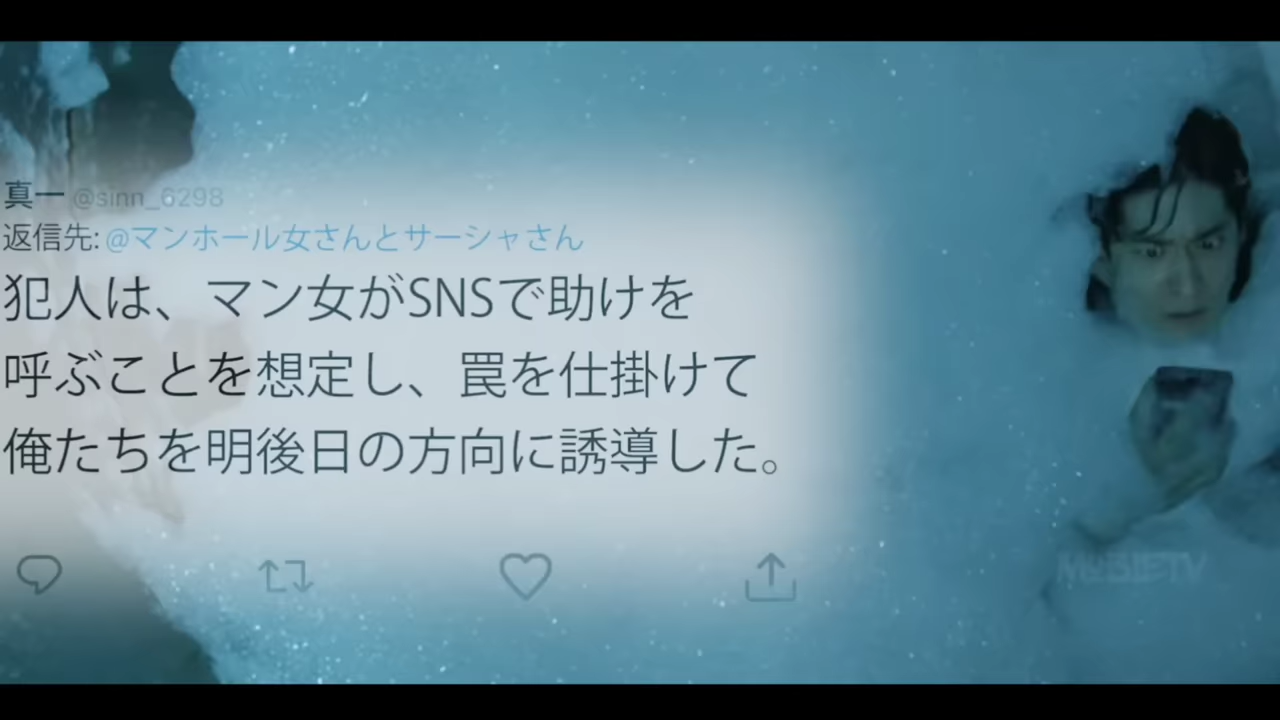 真一 @sinn_6298
返信先: @マンホール女さんとサーシャさん
犯人は、マン女がSNSで助けを
呼ぶことを想定し、罠を仕掛けて
俺たちを明後日の方向に誘導した。